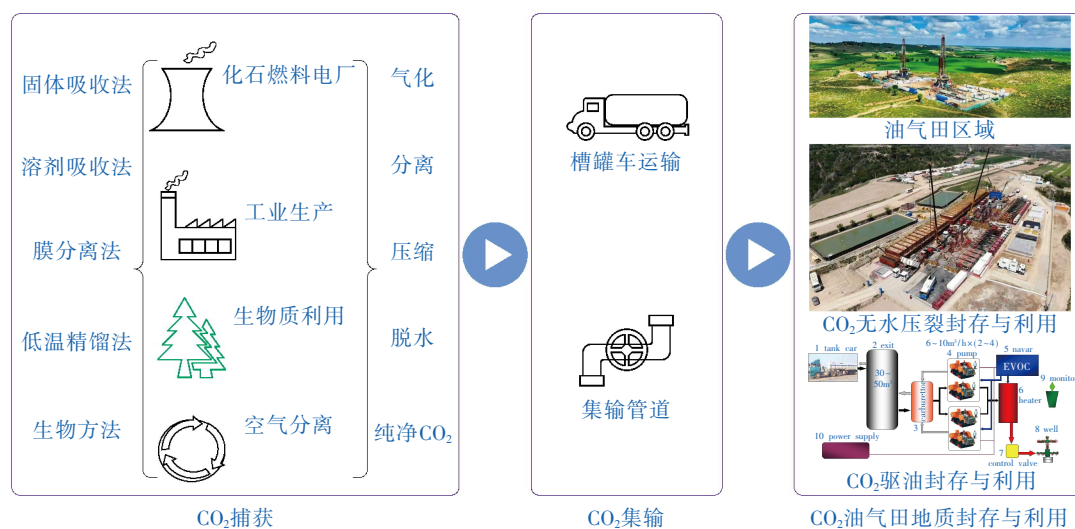 固体吸收法
溶剂吸收法
膜分离法
低温精馏法
生物方法
化石燃料电厂
工业生产
生物质利用
空气分离
气化
分离
压缩
脱水
纯净CO₂
CO₂捕获
槽罐车运输
集输管道
CO₂集输
油气田区域
CO₂无水压裂封存与利用
1 tank car
2 exit
6~10m³/h×(2~4)
4 pump
5 navar
EVOC
30~
50m³
carburettor
3
6
heater
9 monitor
10 power supply
7
control valve
8 well
CO₂驱油封存与利用
CO₂油气田地质封存与利用